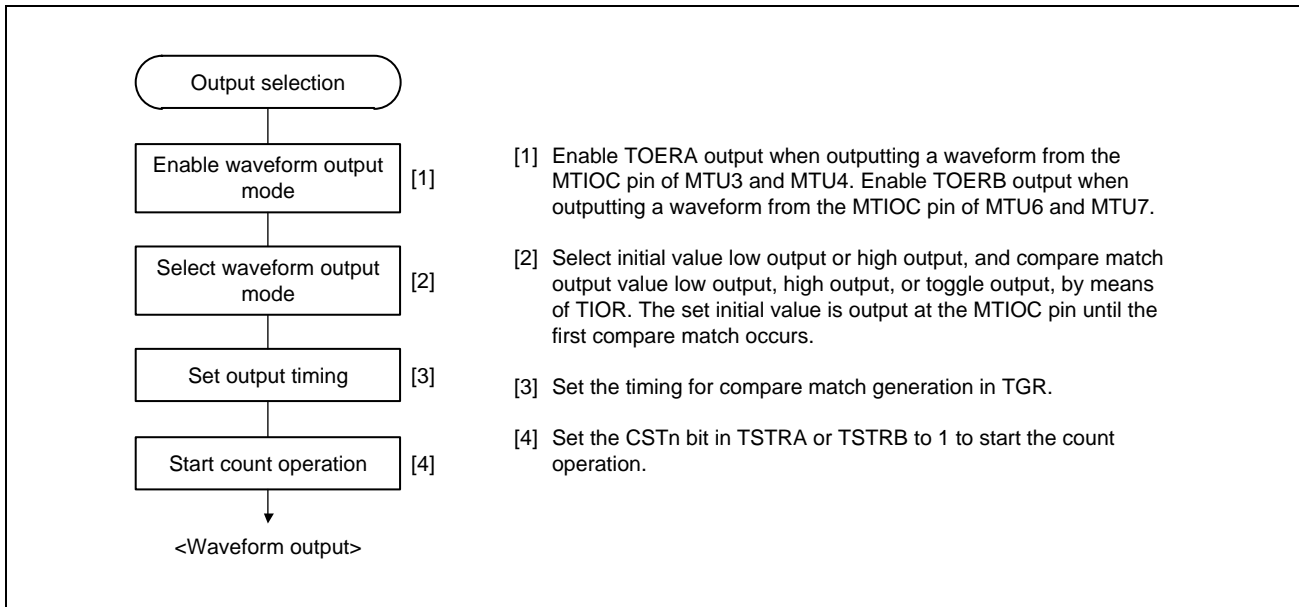 Output selection
Enable waveform output
mode
[1]
Select waveform output
mode
[2]
Set output timing
[3]
Start count operation
[4]
<Waveform output>
[1] Enable TOERA output when outputting a waveform from the
MTIOC pin of MTU3 and MTU4. Enable TOERB output when
outputting a waveform from the MTIOC pin of MTU6 and MTU7.
[2] Select initial value low output or high output, and compare match
output value low output, high output, or toggle output, by means
of TIOR. The set initial value is output at the MTIOC pin until the
first compare match occurs.
[3] Set the timing for compare match generation in TGR.
[4] Set the CSTn bit in TSTRA or TSTRB to 1 to start the count
operation.